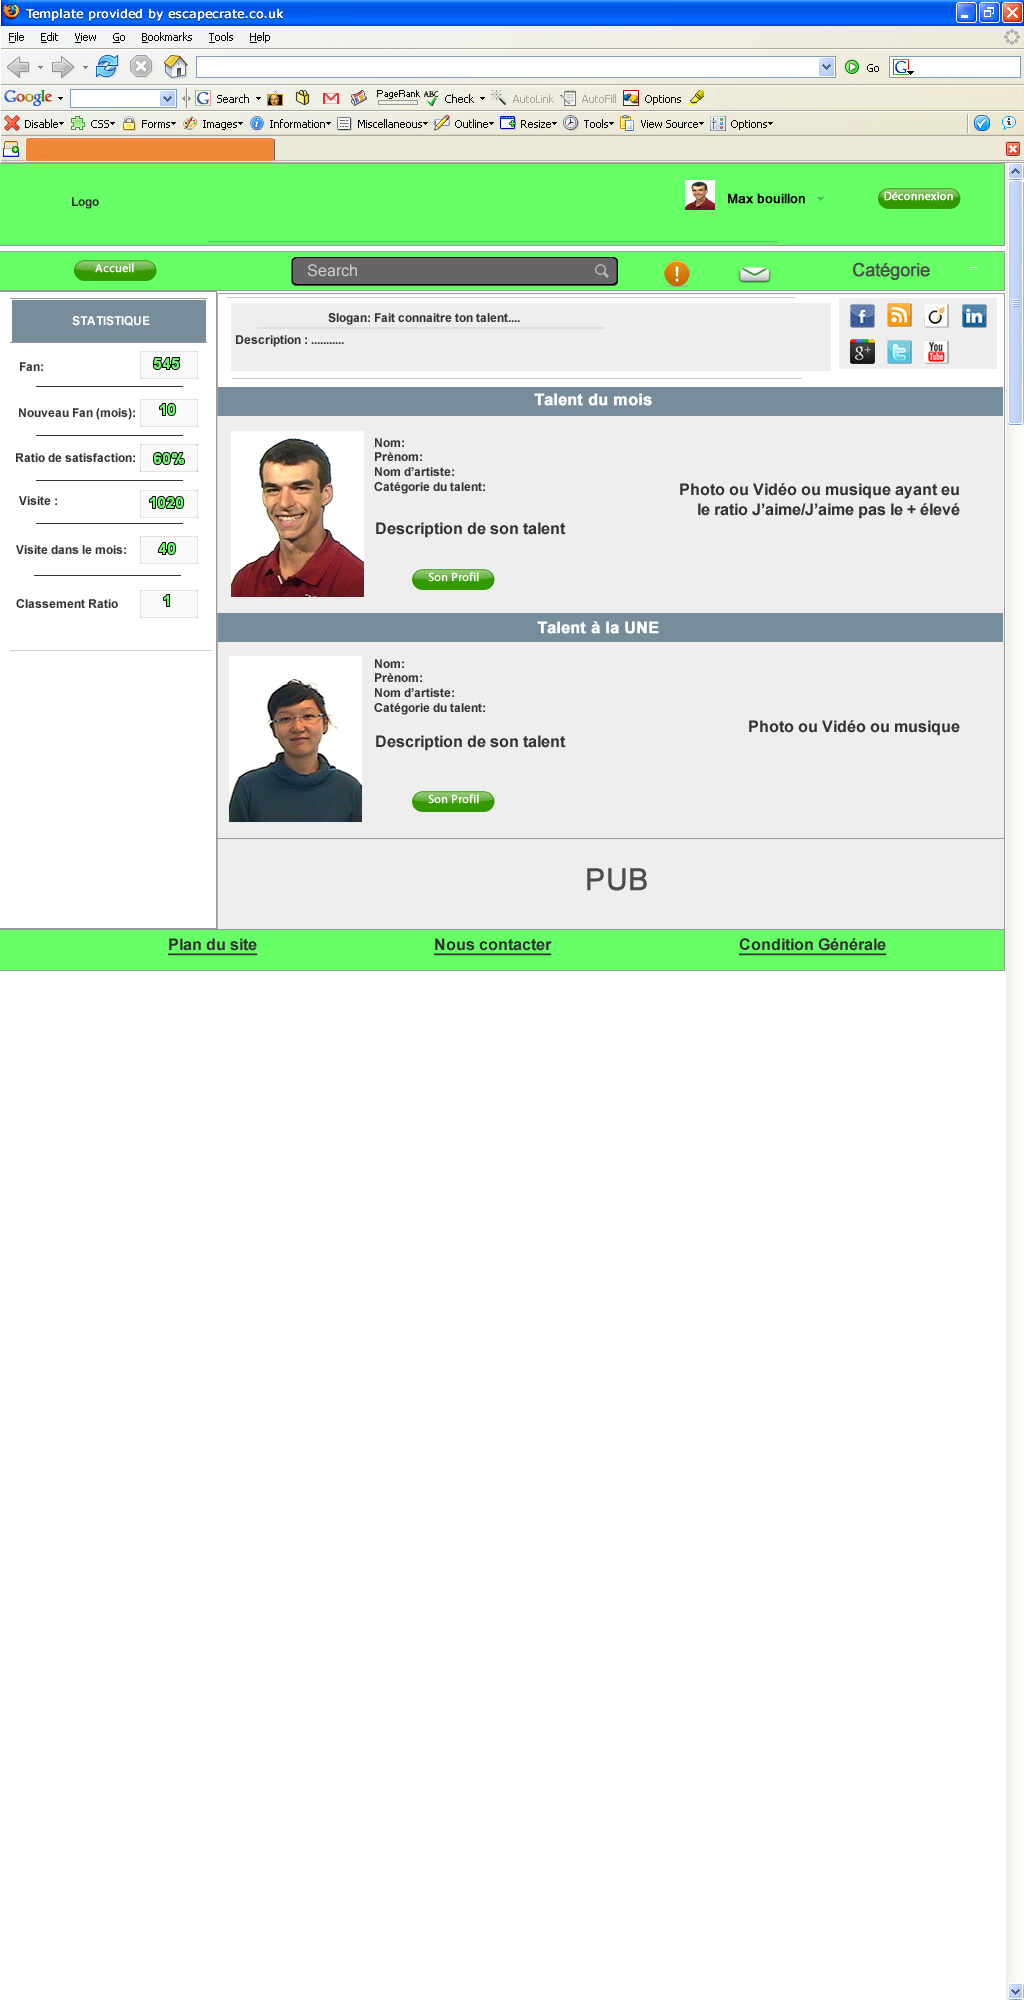 Template provided by escapecrate.co.uk
File Edit View Go Bookmarks Tools Help
Go G
Google G Search PageRank ABC Check AutoLink AutoFill Options
Disable CSS Forms Images Information Miscellaneous Outline Resize Tools View Source Options
Logo
Max bouillon
Déconnexion
Accueil
Search
Catégorie
STATISTIQUE
Fan: 545
Nouveau Fan (mois): 10
Ratio de satisfaction: 60%
Visite : 1020
Visite dans le mois: 40
Classement Ratio 1
Slogan: Fait connaitre ton talent....
Description : ...........
f in
g+ t You Tube
Talent du mois
Nom:
Prènom:
Nom d’artiste:
Catégorie du talent:
Description de son talent
Son Profil
Photo ou Vidéo ou musique ayant eu
le ratio J’aime/J’aime pas le + élevé
Talent à la UNE
Nom:
Prènom:
Nom d’artiste:
Catégorie du talent:
Description de son talent
Son Profil
Photo ou Vidéo ou musique
PUB
Plan du site
Nous contacter
Condition Générale